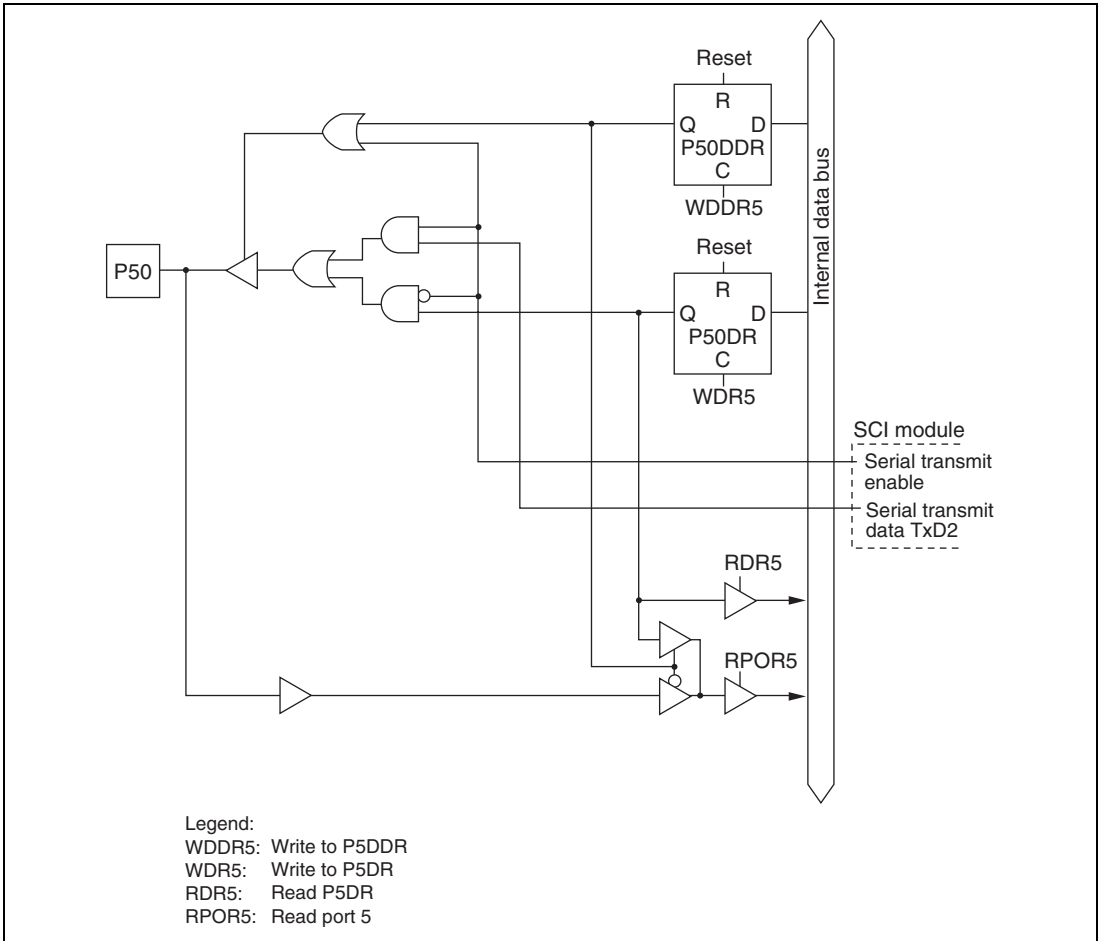 Reset
R
Q D
P50DDR
C
WDDR5
Reset
R
Q D
P50DR
C
WDR5
P50
Internal data bus
SCI module
Serial transmit
enable
Serial transmit
data TxD2
RDR5
RPOR5
Legend:
WDDR5: Write to P5DDR
WDR5: Write to P5DR
RDR5: Read P5DR
RPOR5: Read port 5